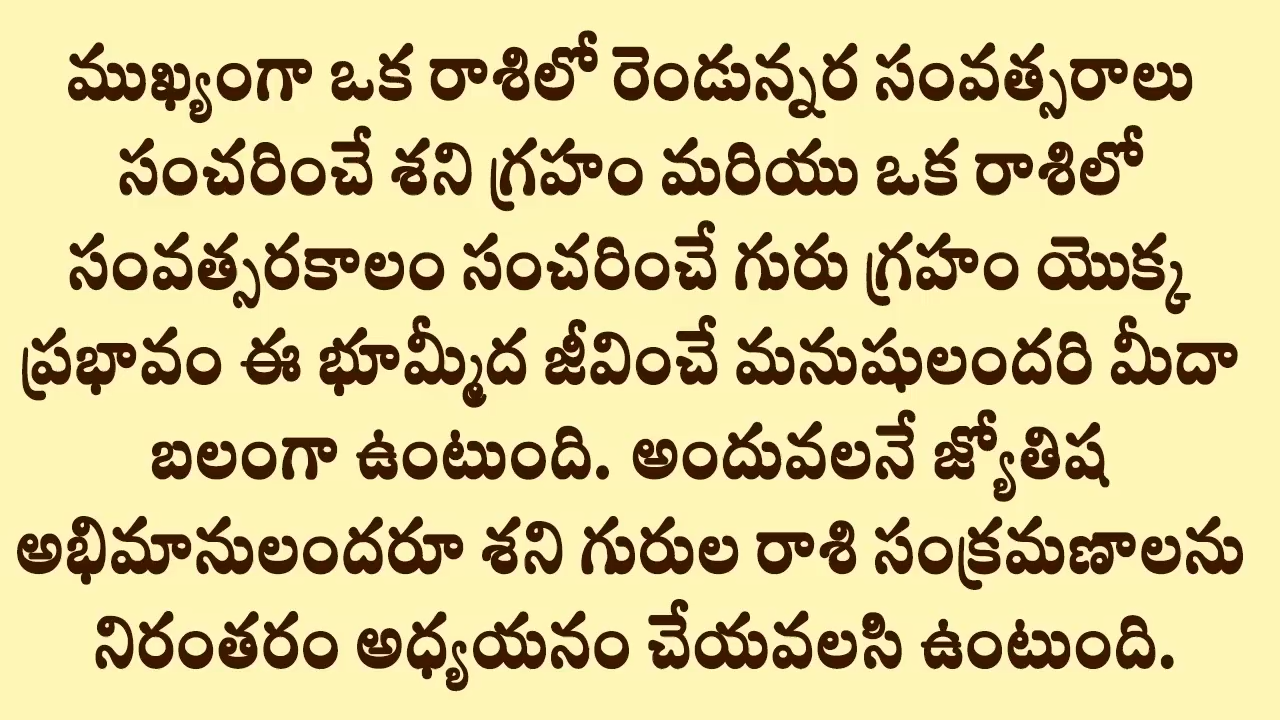 ముఖ్యంగా ఒక రాశిలో రెండున్నర సంవత్సరాలు
సంచరించే శని గ్రహం మరియు ఒక రాశిలో
సంవత్సరకాలం సంచరించే గురు గ్రహం యొక్క
ప్రభావం ఈ భూమ్మీద జీవించే మనుషులందరి మీదా
బలంగా ఉంటుంది. అందువలనే జ్యోతిష
అభిమానులందరూ శని గురుల రాశి సంక్రమణాలను
నిరంతరం అధ్యయనం చేయవలసి ఉంటుంది.